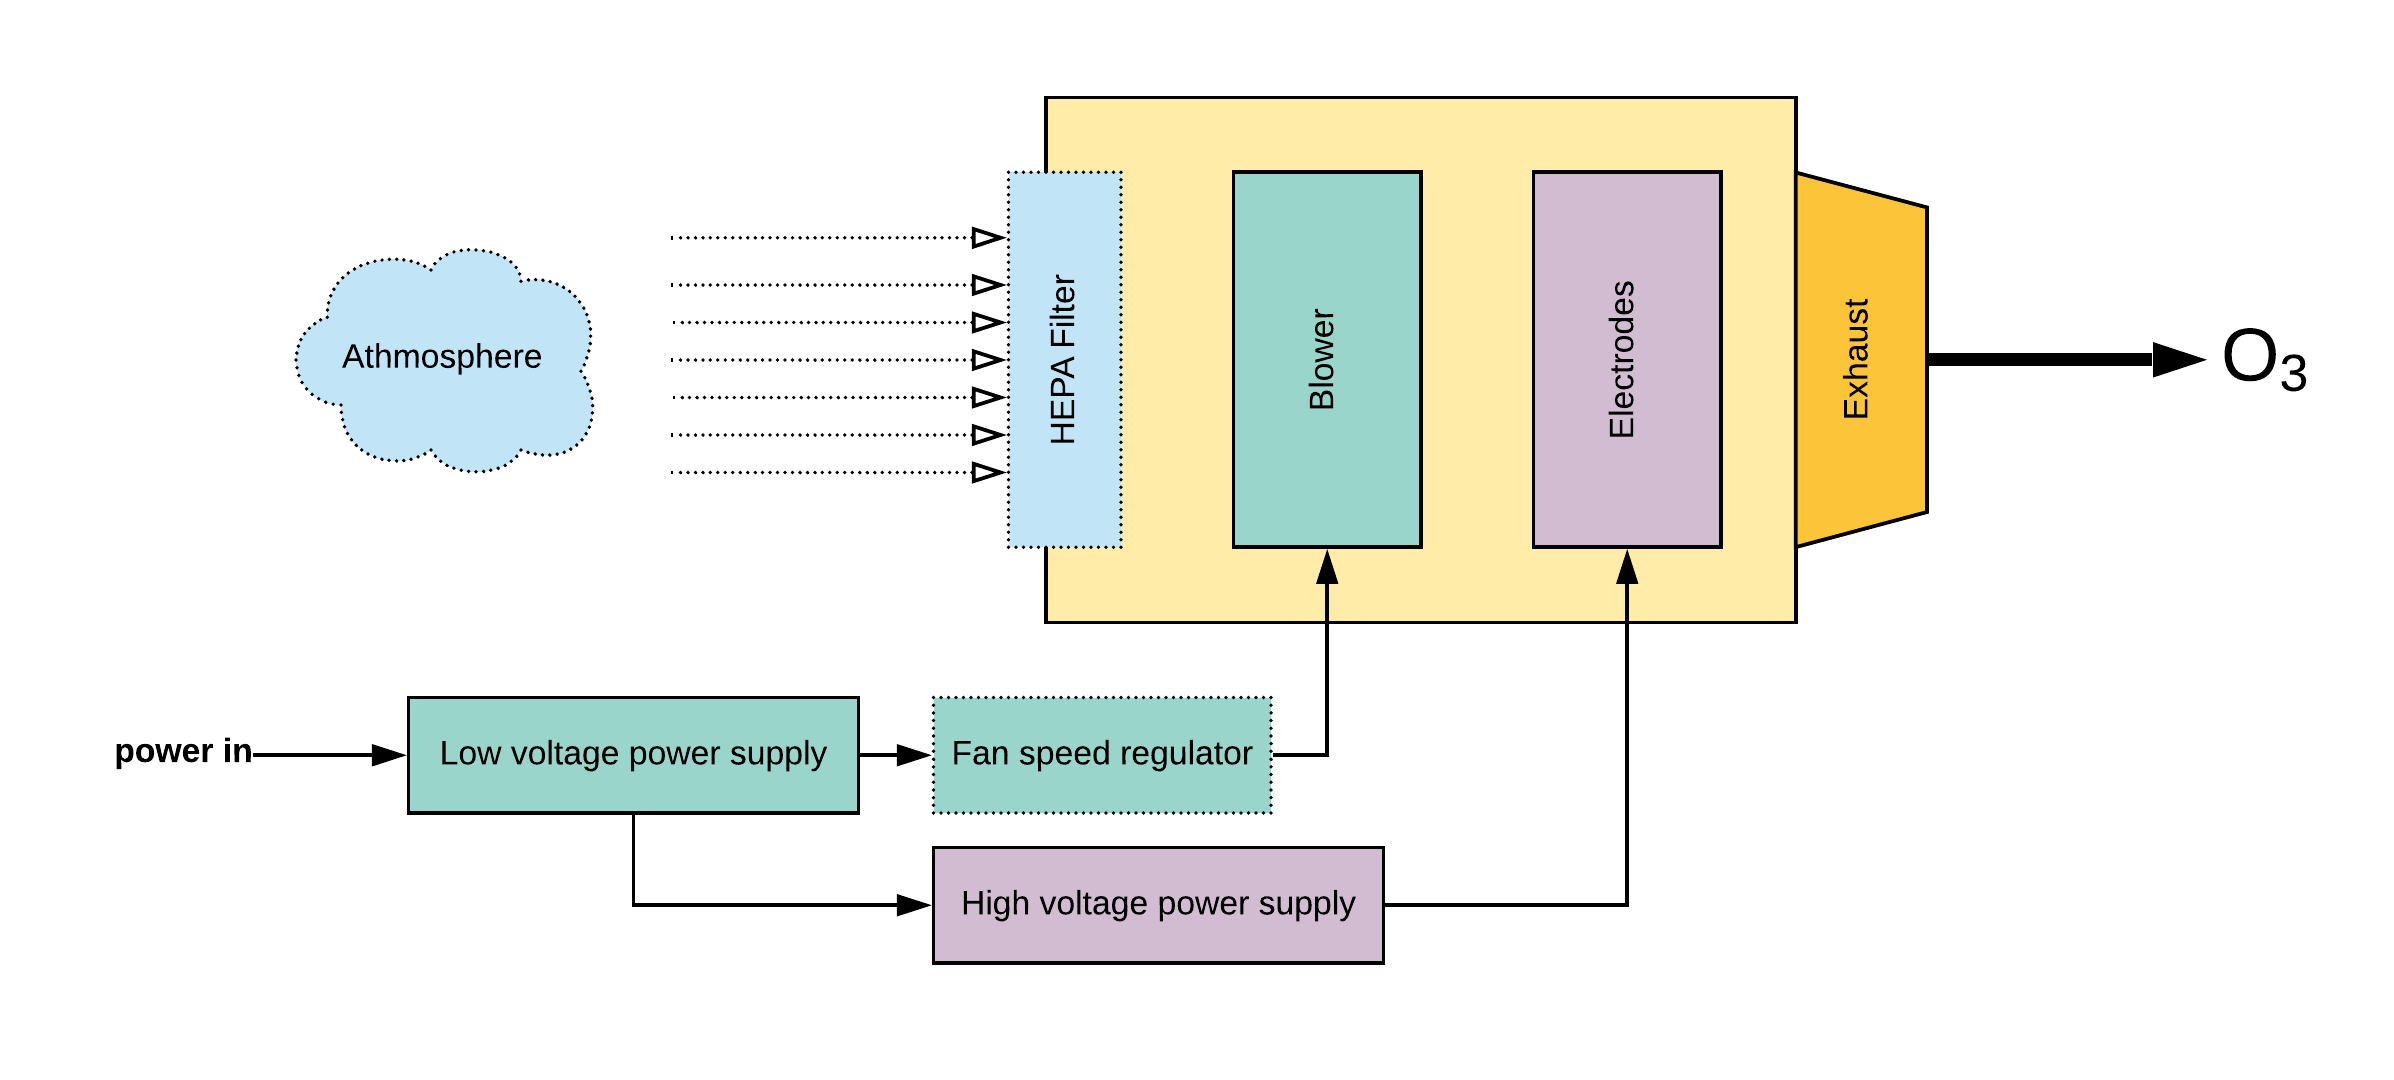 Athmosphere
HEPA Filter
Blower
Electrodes
Exhaust
O₃
power in
Low voltage power supply
Fan speed regulator
High voltage power supply